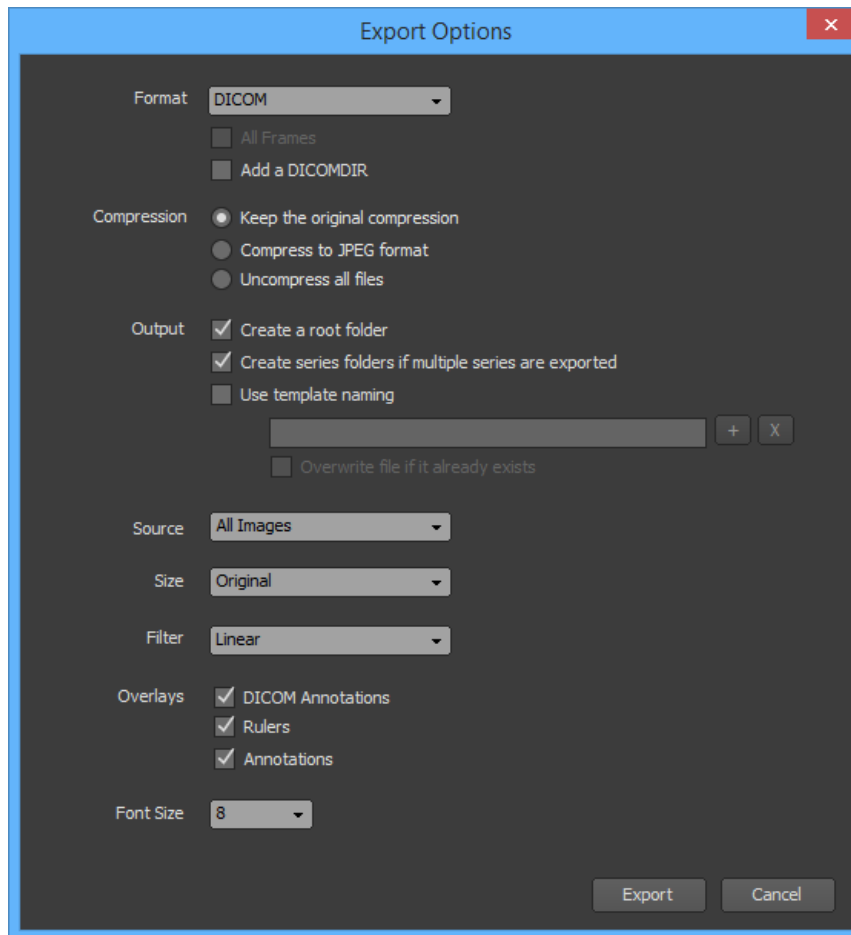 Export Options
Format DICOM
All Frames
Add a DICOMDIR
Compression Keep the original compression
Compress to JPEG format
Uncompress all files
Output Create a root folder
Create series folders if multiple series are exported
Use template naming
+ X
Overwrite file if it already exists
Source All Images
Size Original
Filter Linear
Overlays DICOM Annotations
Rulers
Annotations
Font Size 8
Export Cancel